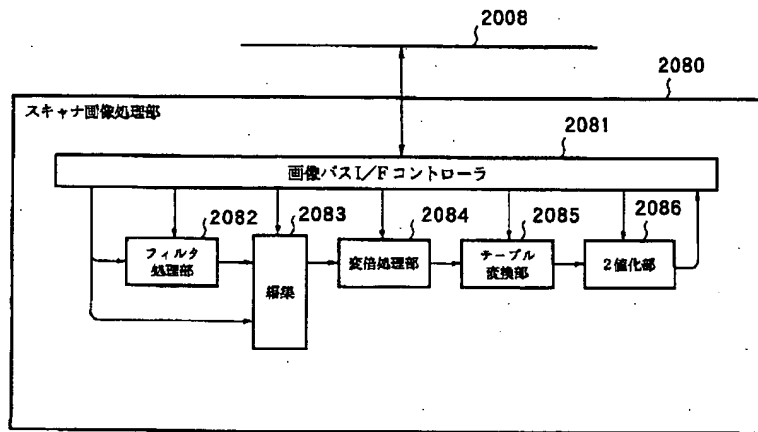 2008
2080
スキャナ画像処理部
2081
画像バスI/Fコントローラ
2082
2083
2084
2085
2086
フィルタ
処理部
編集
変倍処理部
テーブル
変換部
2値化部